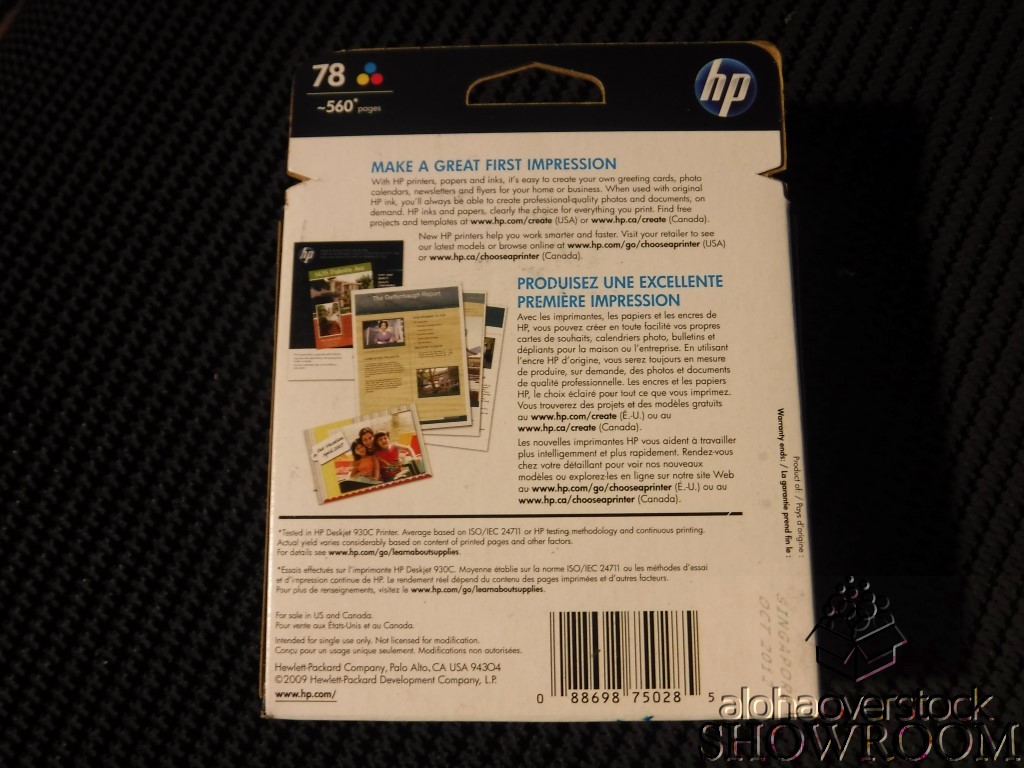 78
~560* pages
hp
MAKE A GREAT FIRST IMPRESSION
With HP printers, papers and inks, it's easy to create your own greeting cards, photo
calendars, newsletters and flyers for your home or business. When used with original
HP ink, you'll always be able to create professional-quality photos and documents, on
demand. HP inks and papers, clearly the choice for everything you print. Find free
projects and templates at www.hp.com/create (USA) or www.hp.ca/create (Canada).
New HP printers help you work smarter and faster. Visit your retailer to see
our latest models or browse online at www.hp.com/go/chooseaprinter (USA)
or www.hp.ca/chooseaprinter (Canada).
hp
The Daffenbaugh Report
PRODUISEZ UNE EXCELLENTE
PREMIÈRE IMPRESSION
Avec les imprimantes, les papiers et les encres de
HP, vous pouvez créer en toute facilité vos propres
cartes de souhaits, calendriers photo, bulletins et
dépliants pour la maison ou l'entreprise. En utilisant
l'encre HP d'origine, vous serez toujours en mesure
de produire, sur demande, des photos et documents
de qualité professionnelle. Les encres et les papiers
HP, le choix éclairé pour tout ce que vous imprimez.
Vous trouverez des projets et des modèles gratuits
au www.hp.com/create (É.-U.) ou au
www.hp.ca/create (Canada).
Les nouvelles imprimantes HP vous aident à travailler
plus intelligemment et plus rapidement. Rendez-vous
chez votre détaillant pour voir nos nouveaux
modèles ou explorez-les en ligne sur notre site Web
au www.hp.com/go/chooseaprinter (É.-U.) ou au
www.hp.ca/chooseaprinter (Canada).
Product of: / Pays d'origine :
Warranty ends: / La garantie prend fin le :
SINGAPORE
OCT 2012
*Tested in HP Deskjet 930C Printer. Average based on ISO/IEC 24711 or HP testing methodology and continuous printing.
Actual yield varies considerably based on content of printed pages and other factors.
For details see www.hp.com/go/learnaboutsupplies.
*Essais effectués sur l'imprimante HP Deskjet 930C. Moyenne établie sur la norme ISO/IEC 24711 ou les méthodes d'essai
et d'impression continue de HP. Le rendement réel dépend du contenu des pages imprimées et d'autres facteurs.
Pour plus de renseignements, visitez le www.hp.com/go/learnaboutsupplies.
For sale in US and Canada.
Pour vente aux États-Unis et au Canada.
Intended for single use only. Not licensed for modification.
Conçu pour un usage unique seulement. Modifications non autorisées.
Hewlett-Packard Company, Palo Alto, CA USA 94304
©2009 Hewlett-Packard Development Company, L.P.
www.hp.com/
0 88698 75028 5
alohaoverstock
SHOWROOM